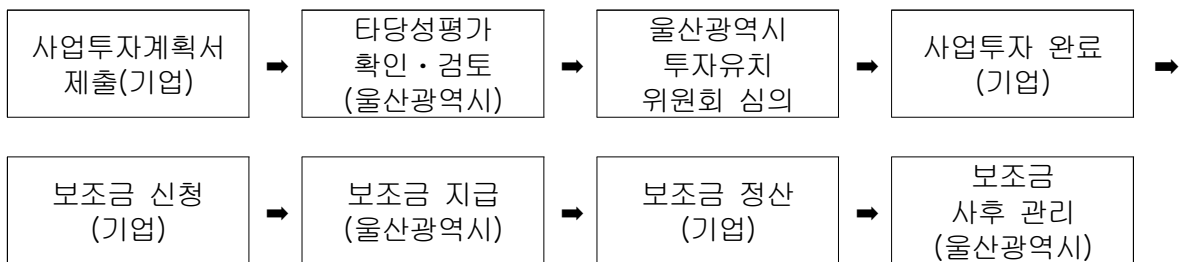 사업투자계획서
제출(기업)
➡
타당성평가
확인・검토
(울산광역시)
➡
울산광역시
투자유치
위원회 심의
➡
사업투자 완료
(기업)
➡
보조금 신청
(기업)
➡
보조금 지급
(울산광역시)
➡
보조금 정산
(기업)
➡
보조금
사후 관리
(울산광역시)